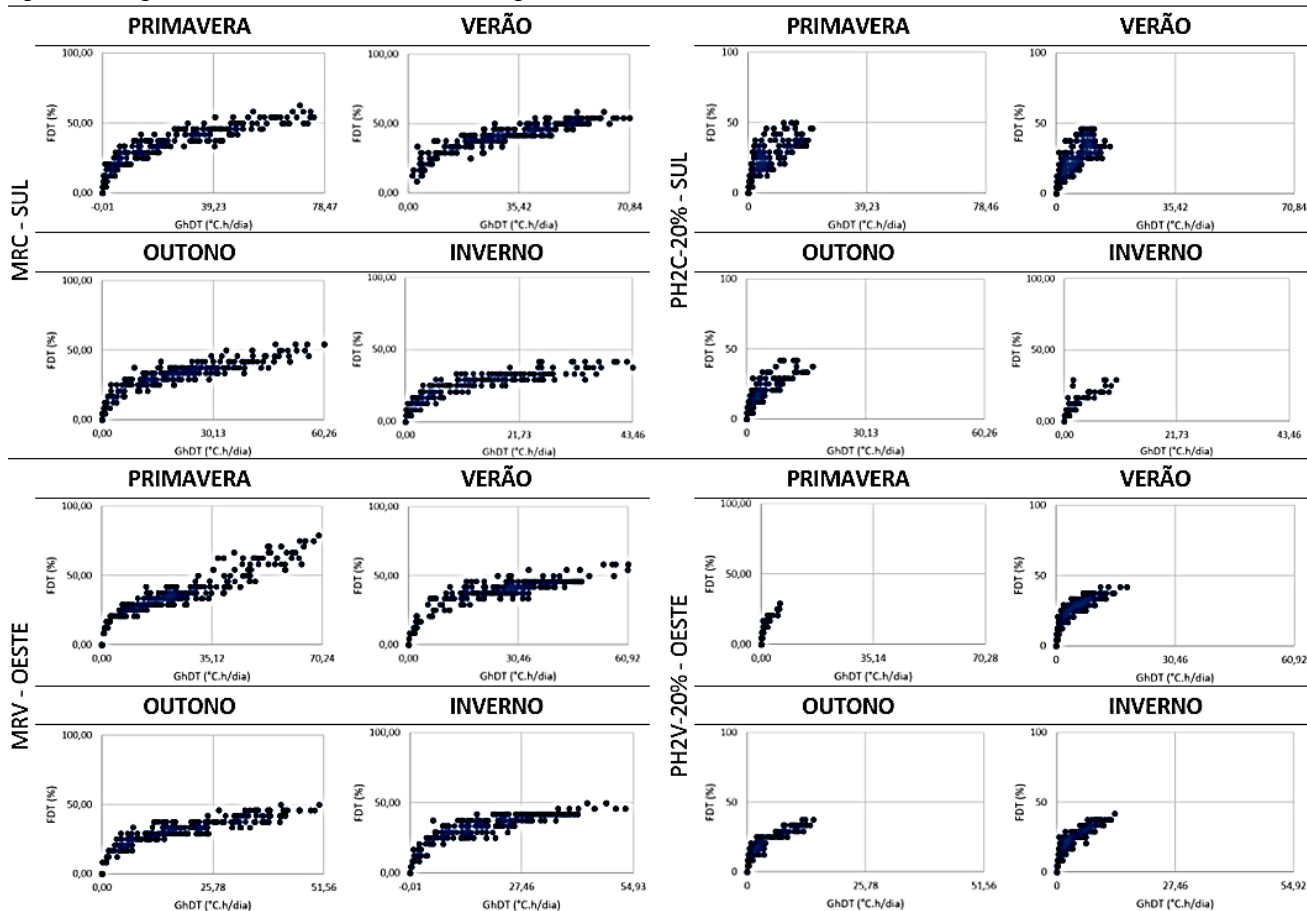 PRIMAVERA VERÃO PRIMAVERA VERÃO
MRC - SUL
FDT (%)
100,00
50,00
0,00
-0,01 39,23 78,47
GhDT (°C.h/dia)
FDT (%)
100,00
50,00
0,00
0,00 35,42 70,84
GhDT (°C.h/dia)
PH2C-20% - SUL
FDT (%)
100
50
0
0 39,23 78,46
GhDT (°C.h/dia)
FDT (%)
100
50
0
0 35,42 70,84
GhDT (°C.h/dia)
OUTONO INVERNO OUTONO INVERNO
FDT (%)
100,00
50,00
0,00
0,00 30,13 60,26
GhDT (°C.h/dia)
FDT (%)
100,00
50,00
0,00
0,00 21,73 43,46
GhDT (°C.h/dia)
FDT (%)
100
50
0
0 30,13 60,26
GhDT (°C.h/dia)
FDT (%)
100,00
50,00
0,00
0,00 21,73 43,46
GhDT (°C.h/dia)
PRIMAVERA VERÃO PRIMAVERA VERÃO
MRV - OESTE
FDT (%)
100,00
50,00
0,00
0,00 35,12 70,24
GhDT (°C.h/dia)
FDT (%)
100,00
50,00
0,00
0,00 30,46 60,92
GhDT (°C.h/dia)
PH2V-20% - OESTE
FDT (%)
100,00
50,00
0,00
0,00 35,14 70,28
GhDT (°C.h/dia)
FDT (%)
100
50
0
0 30,46 60,92
GhDT (°C.h/dia)
OUTONO INVERNO OUTONO INVERNO
FDT (%)
100,00
50,00
0,00
0,00 25,78 51,56
GhDT (°C.h/dia)
FDT (%)
100,00
50,00
0,00
-0,01 27,46 54,93
GhDT (°C.h/dia)
FDT (%)
100
50
0
0 25,78 51,56
GhDT (°C.h/dia)
FDT (%)
100
50
0
0 27,46 54,92
GhDT (°C.h/dia)